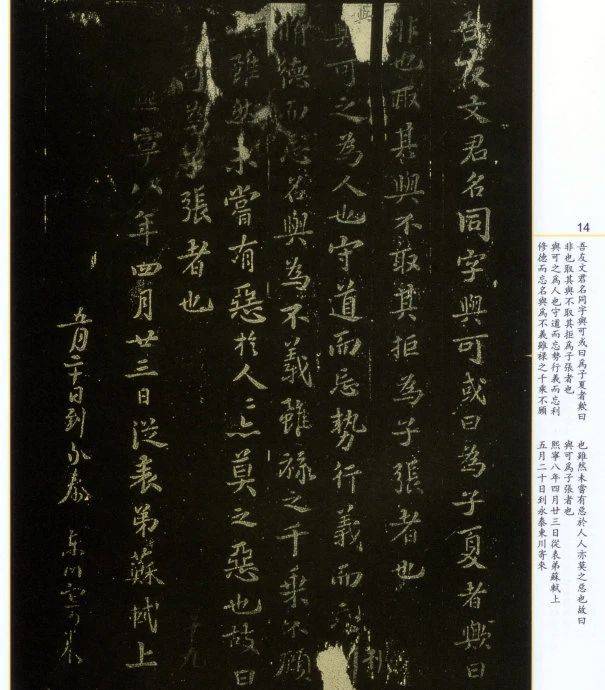 吾友文君名同字與可或曰為子夏者歟曰
非也取其與不取其拒為子張者也
與可之為人也守道而忘勢行義而忘利
脩德而忘名與為不義雖祿之千乘不顧
也雖然未嘗有惡於人人亦莫之惡也故曰
與可為子張者也
熙寧八年四月廿三日從表弟蘇軾上
五月二十日到永泰東川寄來
14
吾友文君名同字與可或曰爲子夏者歟曰
非也取其與不取其拒爲子張者也
與可之爲人也守道而忘勢行義而忘利
修德而忘名與爲不義雖祿之千乘不顧
也雖然未嘗有惡於人人亦莫之惡也故曰
與可爲子張者也
熙寧八年四月廿三日從表弟蘇軾上
五月二十日到永泰東川寄來